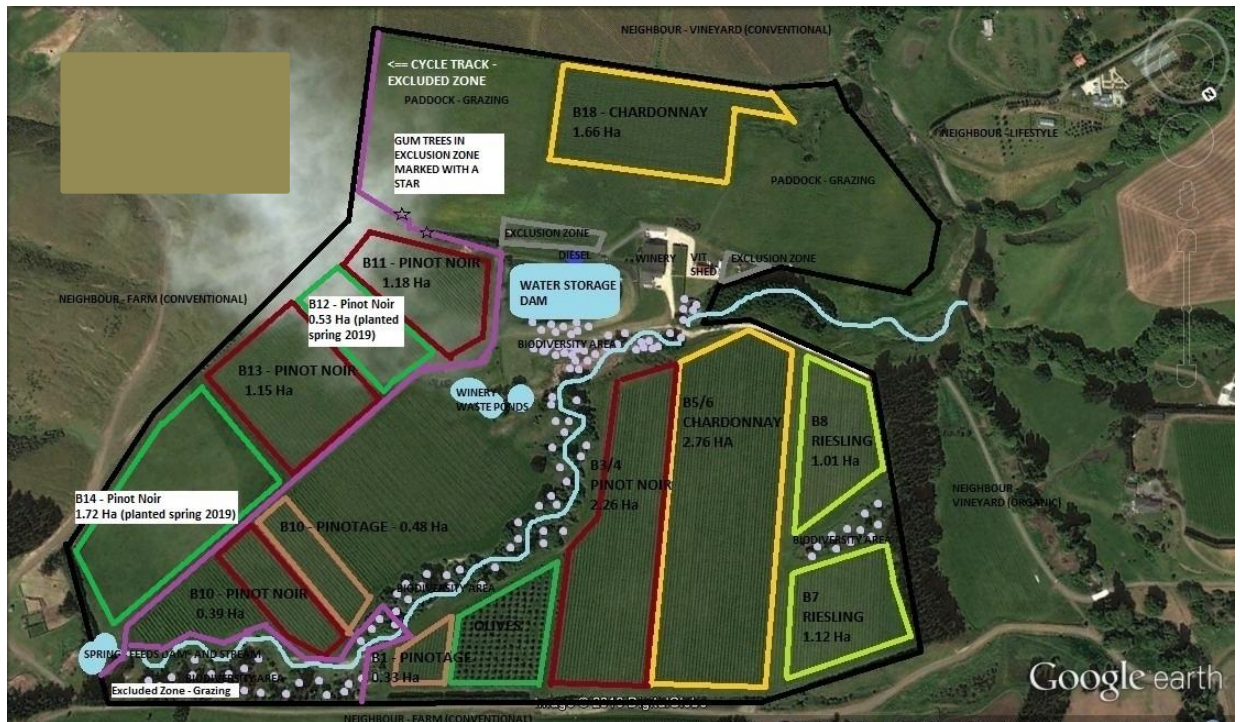 NEIGHBOUR - VINEYARD (CONVENTIONAL)
<== CYCLE TRACK -
EXCLUDED ZONE
PADDOCK - GRAZING
B18 - CHARDONNAY
1.66 Ha
N
NEIGHBOUR - LIFESTYLE
GUM TREES IN
EXCLUSION ZONE
MARKED WITH A
STAR
PADDOCK - GRAZING
EXCLUSION ZONE
DIESEL
WINERY
VIT
SHED
EXCLUSION ZONE
B11 - PINOT NOIR
1.18 Ha
WATER STORAGE
DAM
NEIGHBOUR - FARM (CONVENTIONAL)
B12 - Pinot Noir
0.53 Ha (planted
spring 2019)
BIODIVERSITY AREA
B13 - PINOT NOIR
1.15 Ha
WINERY
WASTE PONDS
B5/6
CHARDONNAY
2.76 HA
B8
RIESLING
1.01 Ha
B3/4
PINOT NOIR
2.26 Ha
B14 - Pinot Noir
1.72 Ha (planted spring 2019)
NEIGHBOUR -
VINEYARD (ORGANIC)
B10 - PINOTAGE - 0.48 HA
BIODIVERSITY AREA
B10 - PINOT NOIR
0.39 HA
BIODIVERSITY AREA
B7
RIESLING
1.12 Ha
OLIVES
SPRING - FEEDS DAM AND STREAM
B1 - PINOTAGE
0.33 Ha
BIODIVERSITY AREA
Excluded Zone - Grazing
Google earth
NEIGHBOUR - FARM (CONVENTIONAL)